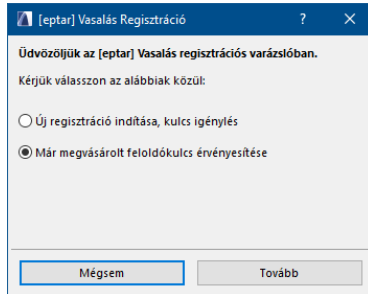 [eptar] Vasalás Regisztráció
Üdvözöljük az [eptar] Vasalás regisztrációs varázslóban.
Kérjük válasszon az alábbiak közül:
Új regisztráció indítása, kulcs igénylés
Már megvásárolt feloldókulcs érvényesítése
Mégsem
Tovább